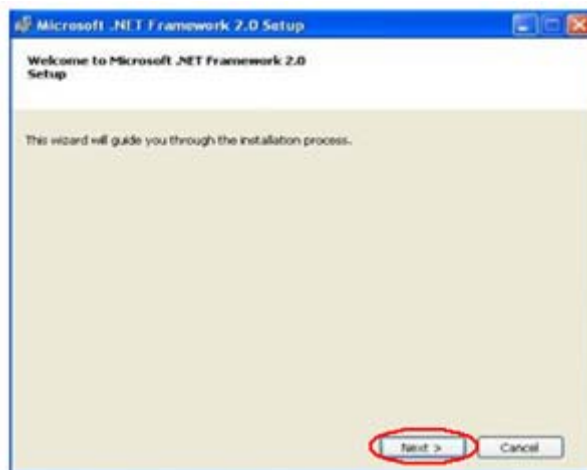 Microsoft .NET Framework 2.0 Setup
Welcome to Microsoft .NET Framework 2.0
Setup
This wizard will guide you through the installation process.
Next >
Cancel